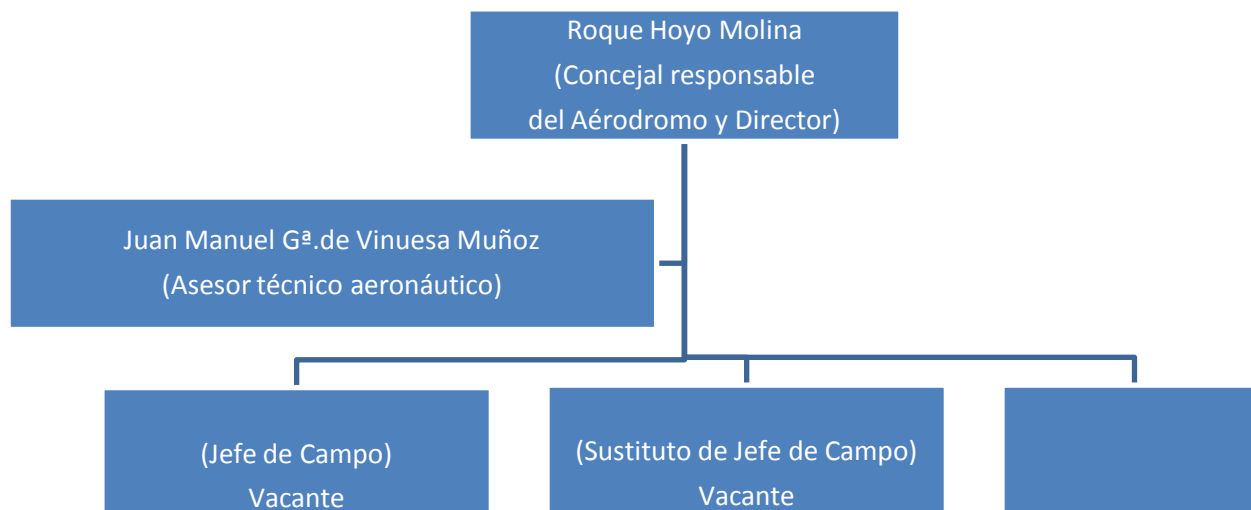 Roque Hoyo Molina
(Concejal responsable
del Aérodromo y Director)
Juan Manuel Gª.de Vinuesa Muñoz
(Asesor técnico aeronáutico)
(Jefe de Campo)
Vacante
(Sustituto de Jefe de Campo)
Vacante